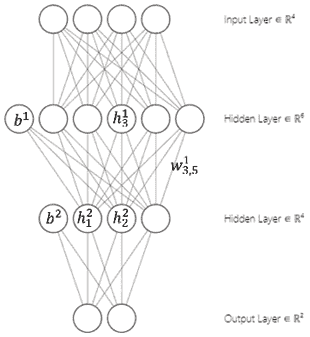 Input Layer ∈ ℝ⁴
b¹ h¹₃ Hidden Layer ∈ ℝ⁶
w¹₃,₅
b² h²₁ h²₂ Hidden Layer ∈ ℝ⁴
Output Layer ∈ ℝ²